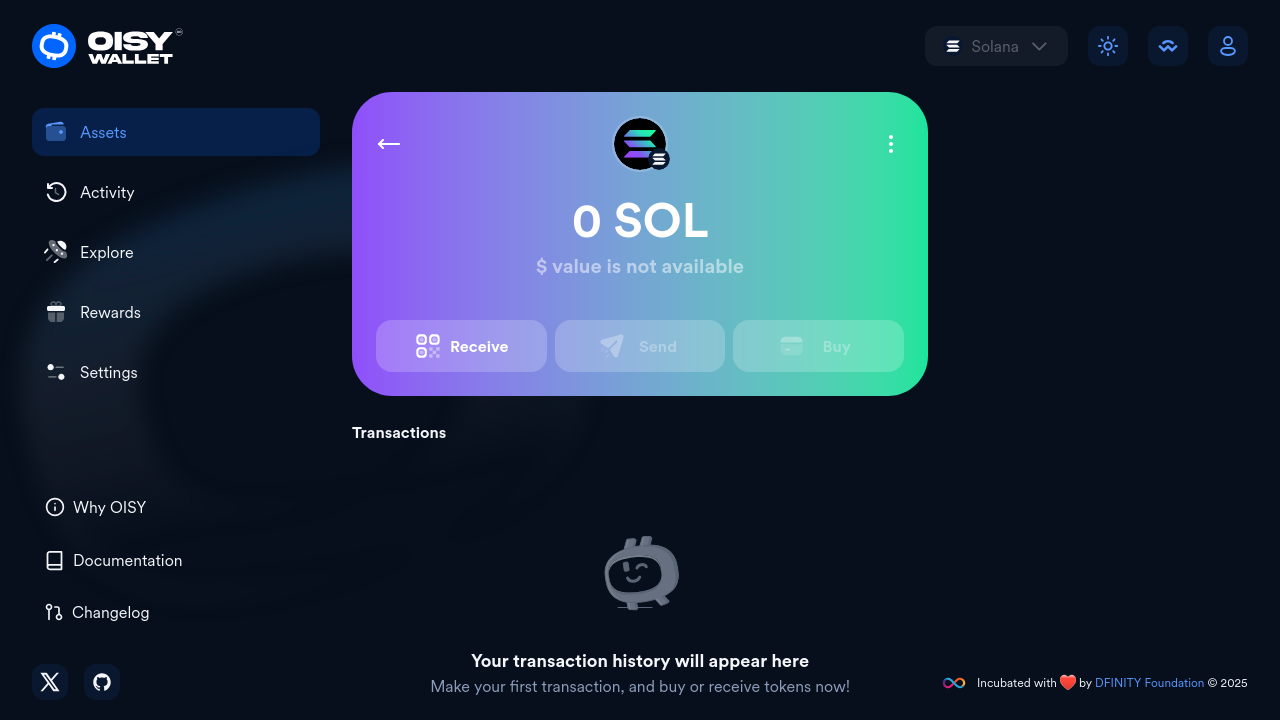 OISY
WALLET
Solana
Assets
Activity
Explore
Rewards
Settings
0 SOL
$ value is not available
Receive
Send
Buy
Transactions
Why OISY
Documentation
Changelog
Your transaction history will appear here
Make your first transaction, and buy or receive tokens now!
Incubated with ❤️ by DFINITY Foundation © 2025